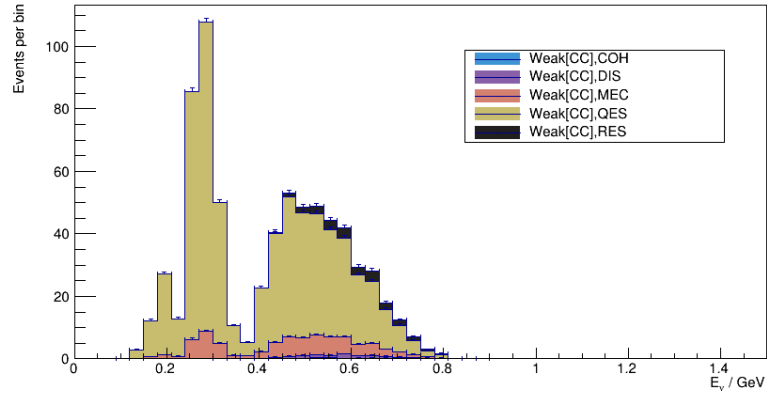 Events per bin
100
80
60
40
20
0
Weak[CC],COH
Weak[CC],DIS
Weak[CC],MEC
Weak[CC],QES
Weak[CC],RES
0 0.2 0.4 0.6 0.8 1 1.2 1.4
E_ν / GeV